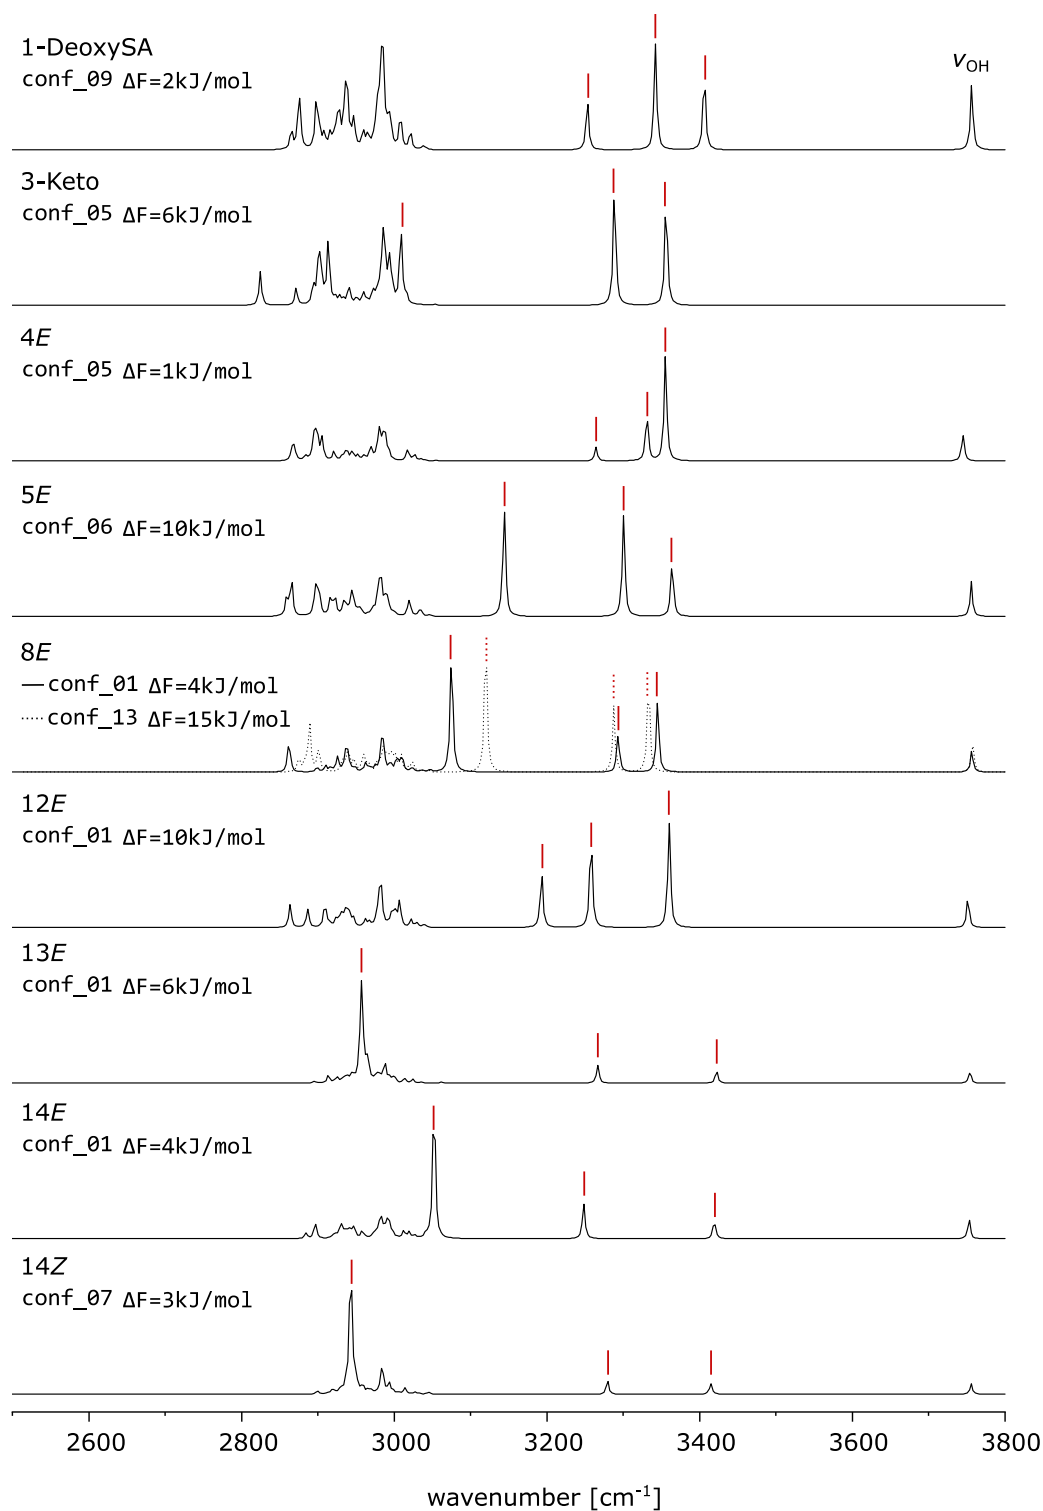 1-DeoxySA
conf_09 ΔF=2kJ/mol
νOH
3-Keto
conf_05 ΔF=6kJ/mol
4E
conf_05 ΔF=1kJ/mol
5E
conf_06 ΔF=10kJ/mol
8E
conf_01 ΔF=4kJ/mol
conf_13 ΔF=15kJ/mol
12E
conf_01 ΔF=10kJ/mol
13E
conf_01 ΔF=6kJ/mol
14E
conf_01 ΔF=4kJ/mol
14Z
conf_07 ΔF=3kJ/mol
2600 2800 3000 3200 3400 3600 3800
wavenumber [cm⁻¹]